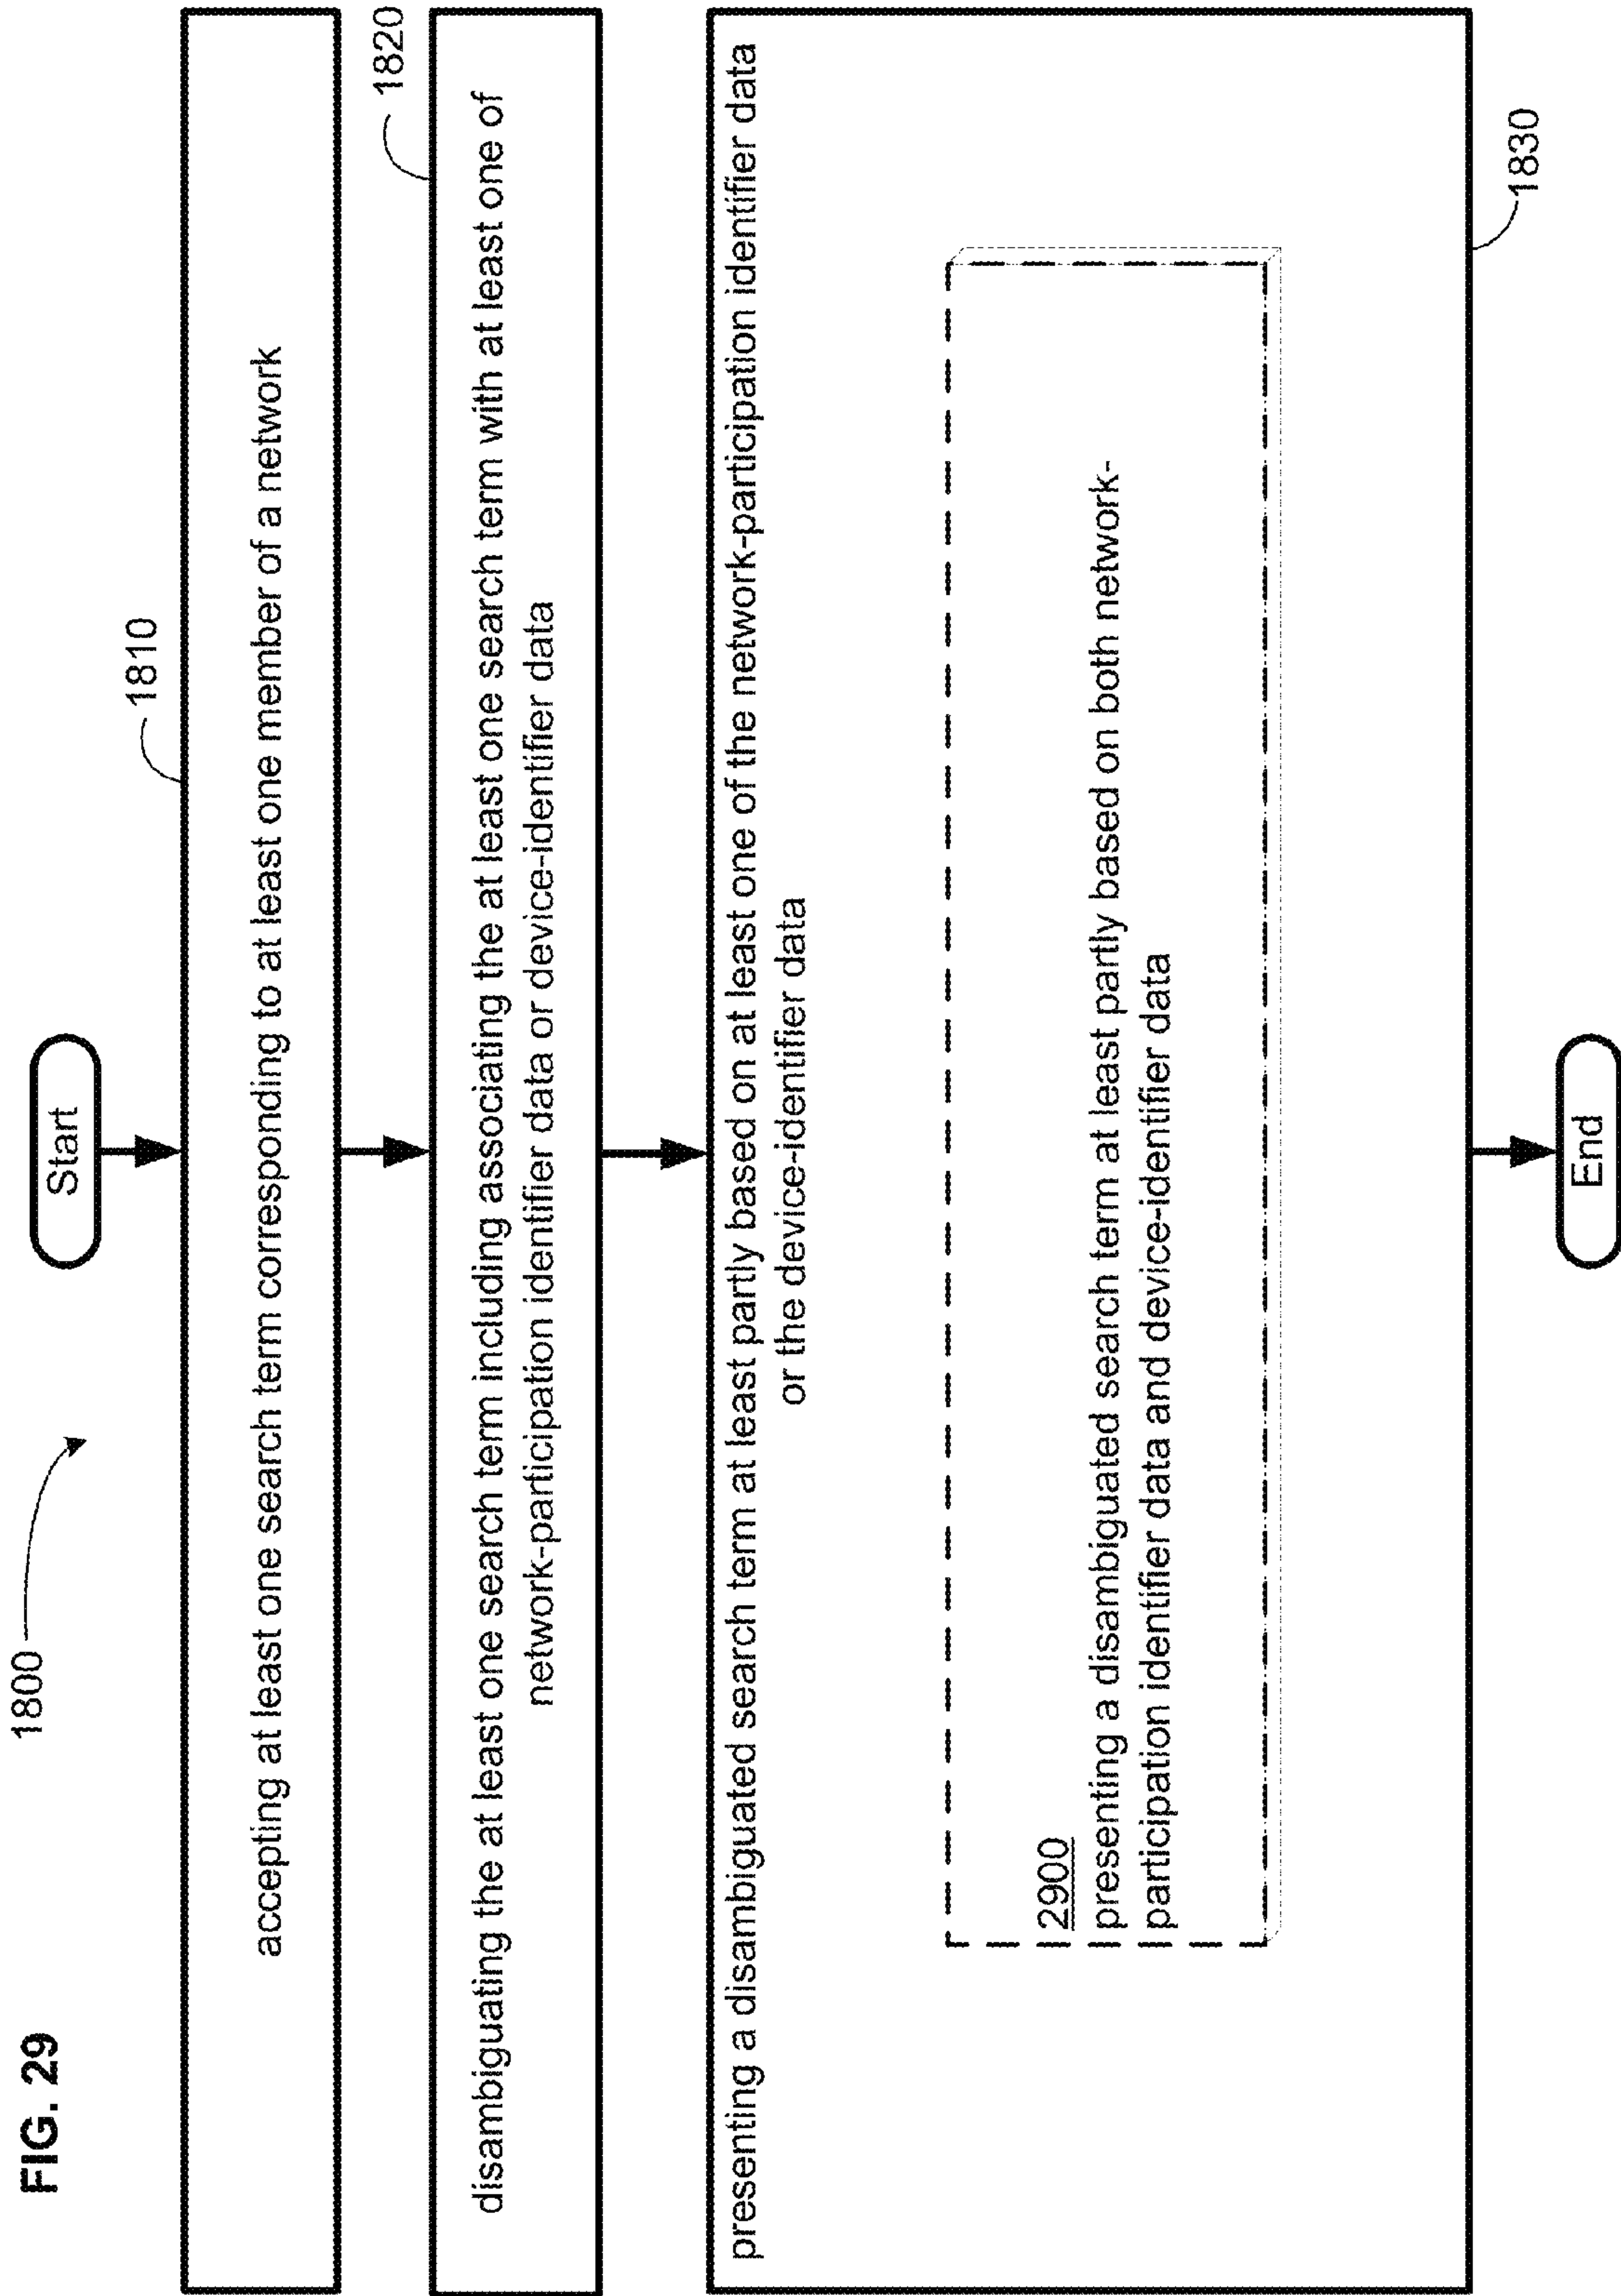 FIG. 29
1800
Start
1810
accepting at least one search term corresponding to at least one member of a network
1820
disambiguating the at least one search term including associating the at least one search term with at least one of
network-participation identifier data or device-identifier data
presenting a disambiguated search term at least partly based on at least one of the network-participation identifier data
or the device-identifier data
2900
presenting a disambiguated search term at least partly based on both network-
participation identifier data and device-identifier data
1830
End